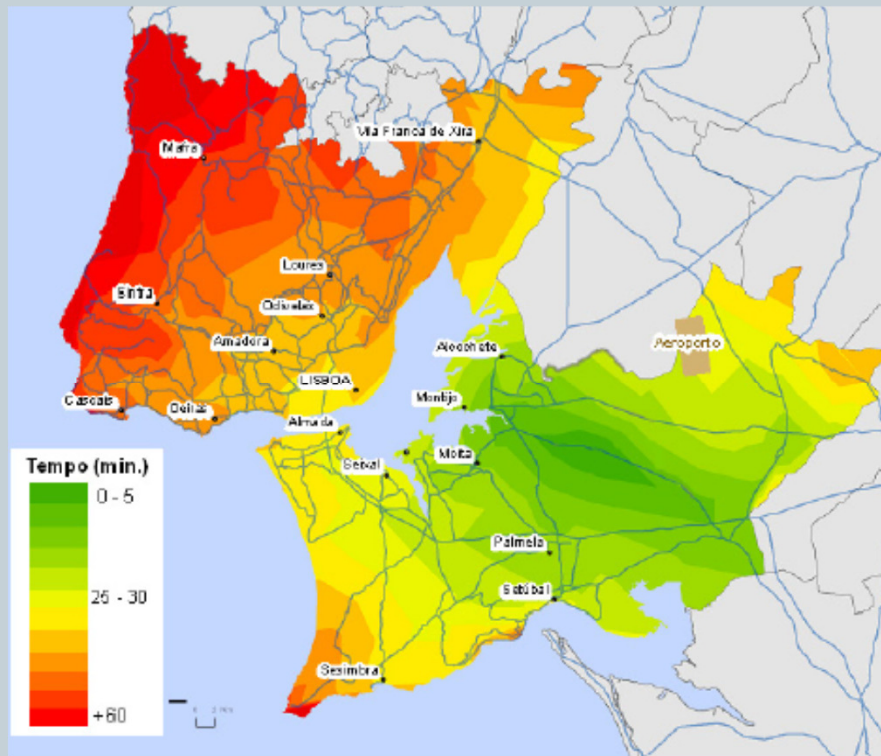 Vila Franca de Xira
Mafra
Loures
Sintra
Odivelas
Amadora
Alcochete
Aeroporto
LISBOA
Cascais
Oeiras
Montijo
Almada
Seixal
Moita
Tempo (min.)
0 - 5
25 - 30
+60
Palmela
Setúbal
Sesimbra